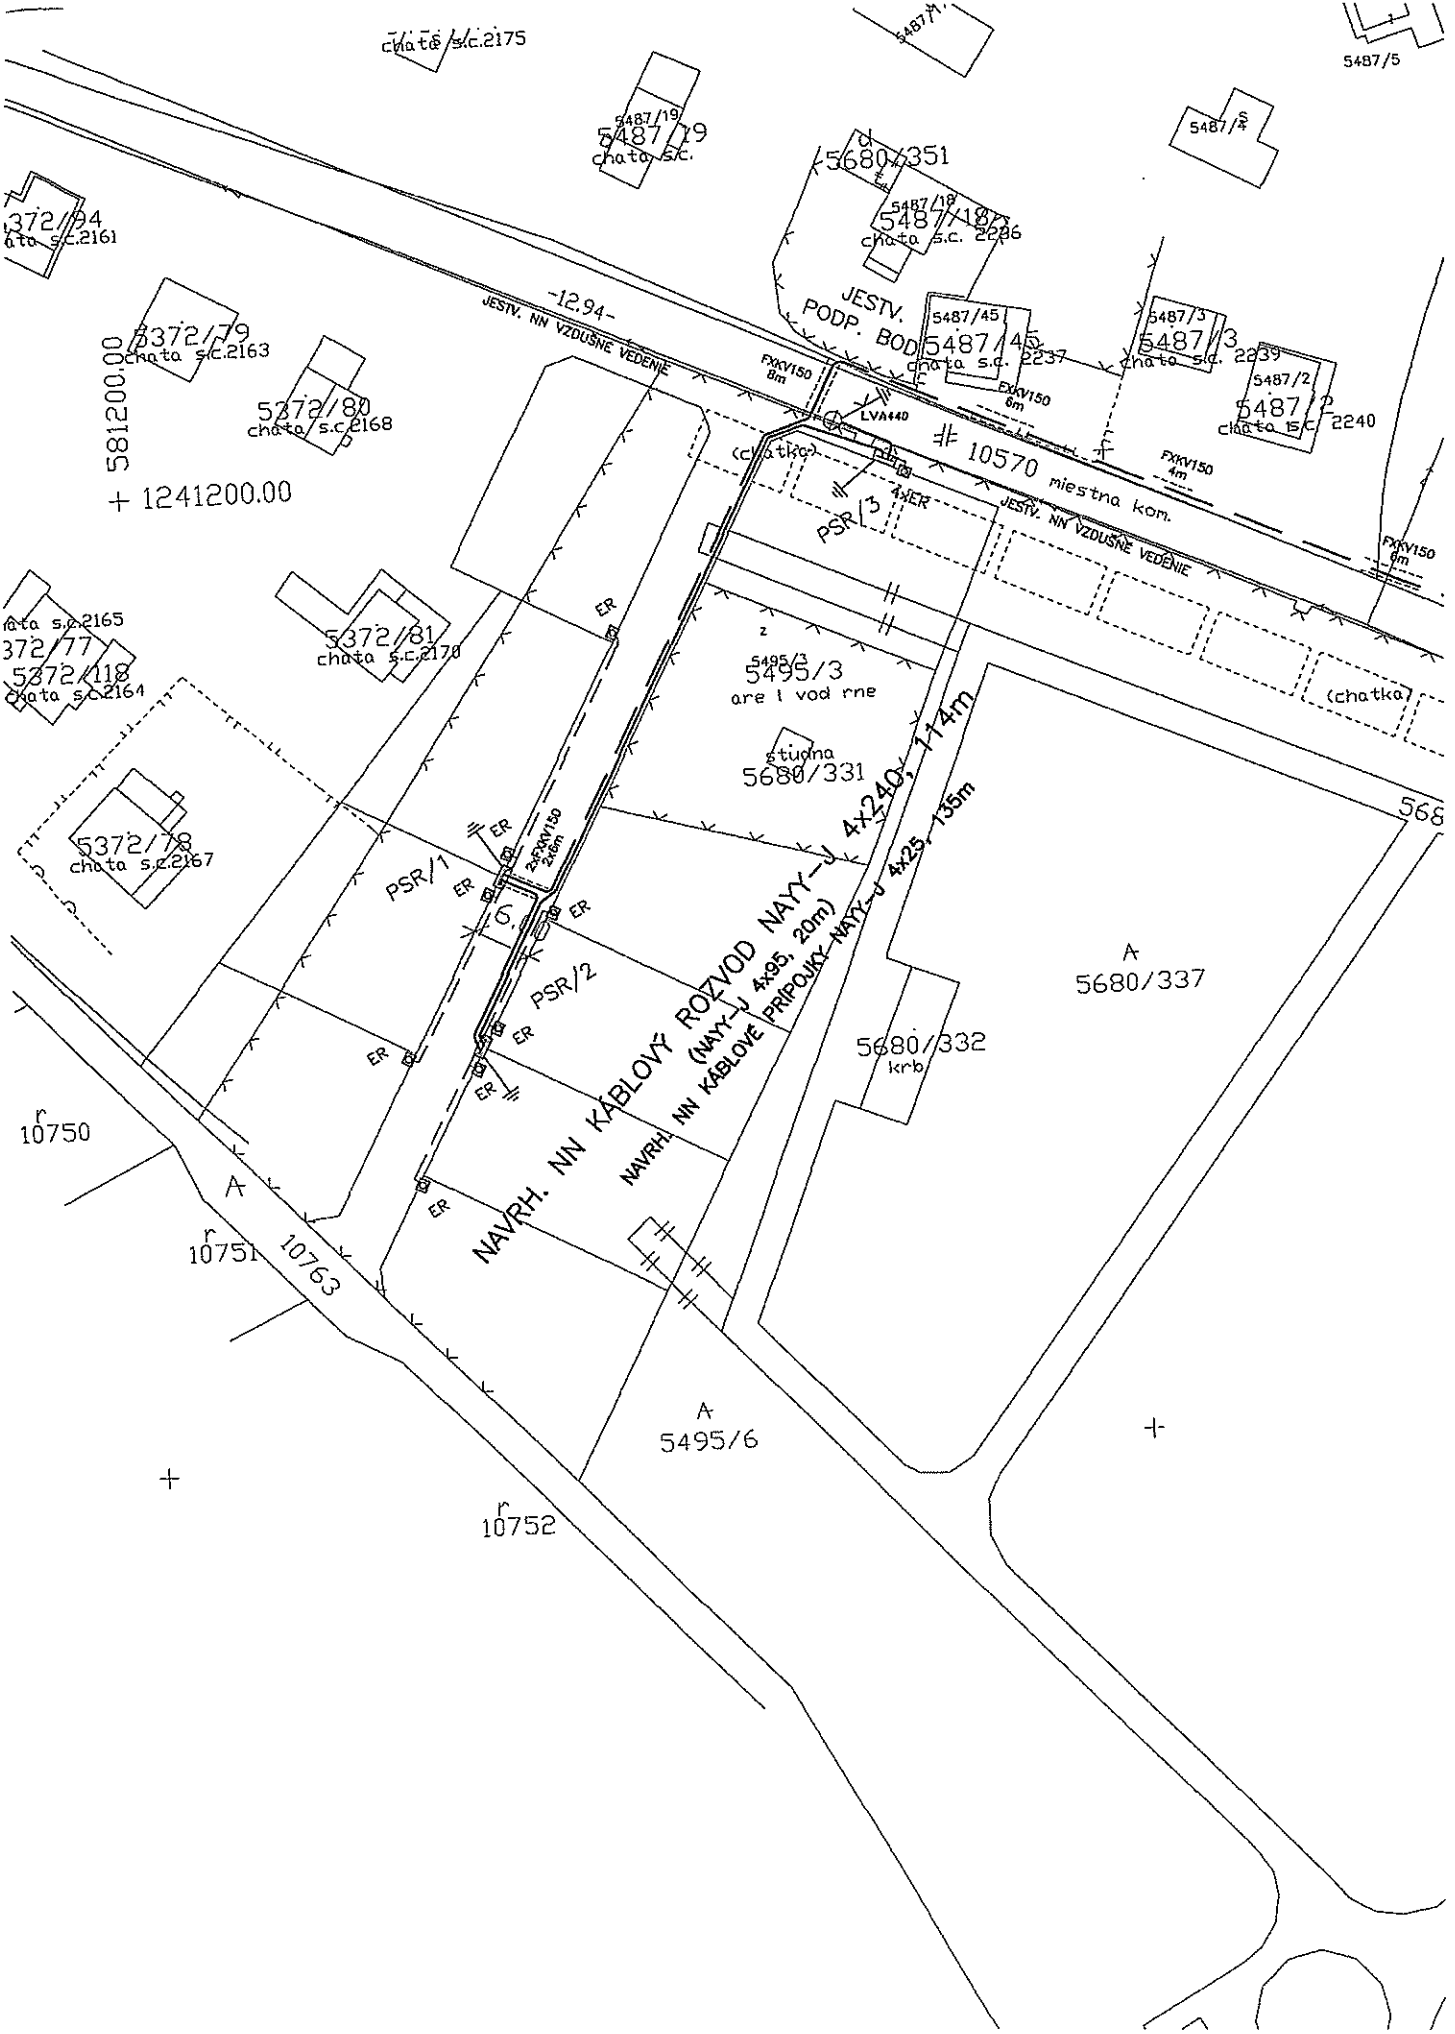 chata s.c.2175
5487/5
5487/19
5487/19
chata s.c.
5487/4
5680/351
5487/18
chata s.c. 2236
372/94
ata s.c.2161
-12.94-
JESTV. NN VZDUŠNÉ VEDENIE
JESTV.
PODP. BOD
5487/45
5487/45
chata s.c. 2237
5487/3
5487/3
chata s.c. 2239
5487/2
5487/2
chata s.c. 2240
5372/79
chata s.c.2163
581200.00
+ 1241200.00
5372/80
chata s.c.2168
FXKV150
8m
FXKV150
6m
LVA440
(chatka)
10570 miestna kom.
FXKV150
4m
4xER
PSR/3
JESTV. NN VZDUŠNÉ VEDENIE
FXKV150
6m
ata s.c.2165
372/77
5372/118
chata s.c.2164
5372/81
chata s.c.2170
ER
z
5495/3
5495/3
are l vod rne
(chatka)
studna
5680/331
568
5372/78
chata s.c.2167
2xFXKV150
2x6m
ER
PSR/1
ER
6.
ER
PSR/2
ER
ER
ER
ER
NAVRH. NN KÁBLOVÝ ROZVOD NAYY-J 4x240, 114m
(NAYY-J 4x95, 20m)
NAVRH. NN KÁBLOVÉ PRÍPOJKY NAYY-J 4x25, 135m
5680/337
5680/332
krb
r
10750
r
10751
10763
5495/6
r
10752